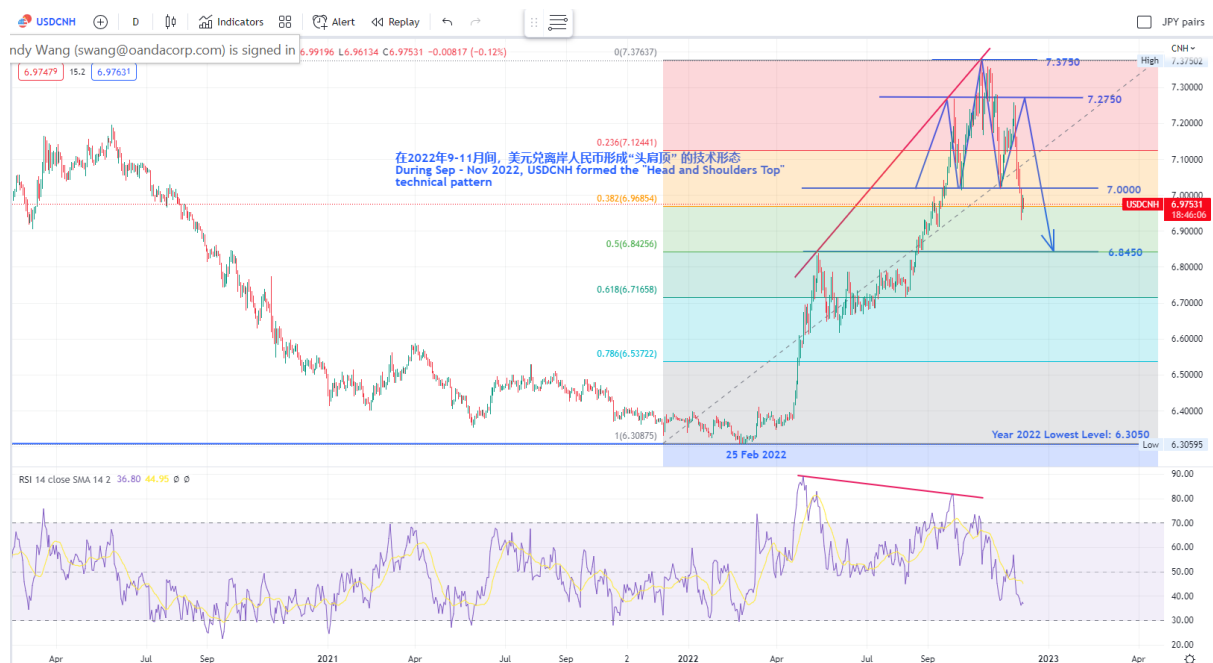 USDCNH D Indicators Alert Replay JPY pairs
ndy Wang (swang@oandacorp.com) is signed in
6.99196 L6.96134 C6.97531 −0.00817 (−0.12%)
CNH
6.97479 15.2 6.97631
0(7.37637)
7.3750
High 7.37502
7.30000
7.2750
7.20000
0.236(7.12441)
在2022年9-11月间，美元兑离岸人民币形成“头肩顶” 的技术形态
During Sep - Nov 2022, USDCNH formed the "Head and Shoulders Top"
technical pattern
7.10000
7.0000
7.00000
0.382(6.96854)
USDCNH 6.97531
18:46:06
6.90000
0.5(6.84256)
6.8450
6.80000
0.618(6.71658)
6.70000
6.60000
0.786(6.53722)
6.50000
6.40000
1(6.30875)
Year 2022 Lowest Level: 6.3050
Low 6.30595
25 Feb 2022
RSI 14 close SMA 14 2 36.80 44.95 Ø Ø
90.00
80.00
70.00
60.00
50.00
40.00
30.00
20.00
Apr Jul Sep 2021 Apr Jul Sep 2 2022 Apr Jul Sep 2023 Apr